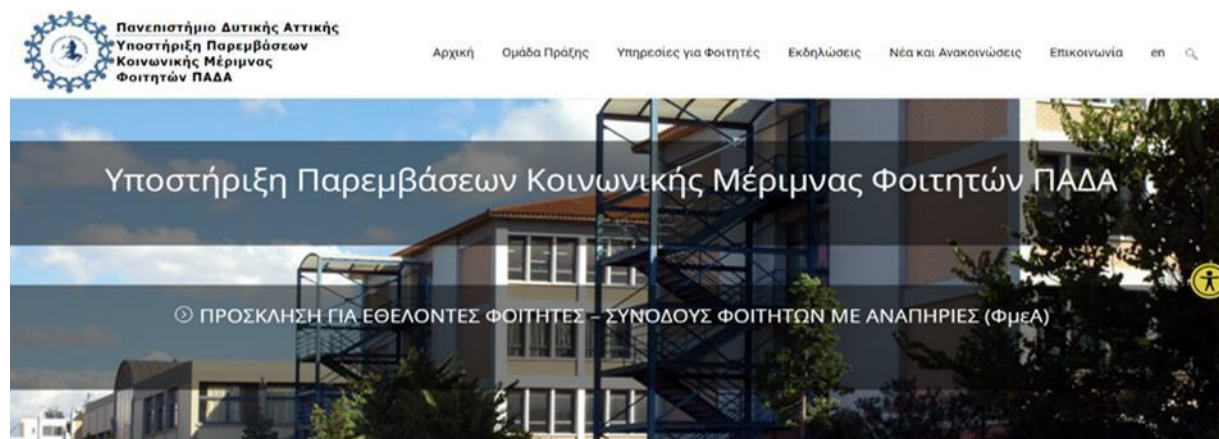 Πανεπιστήμιο Δυτικής Αττικής
Υποστήριξη Παρεμβάσεων
Κοινωνικής Μέριμνας
Φοιτητών ΠΑΔΑ
Αρχική Ομάδα Πράξης Υπηρεσίες για Φοιτητές Εκδηλώσεις Νέα και Ανακοινώσεις Επικοινωνία en
Υποστήριξη Παρεμβάσεων Κοινωνικής Μέριμνας Φοιτητών ΠΑΔΑ
ΠΡΟΣΚΛΗΣΗ ΓΙΑ ΕΘΕΛΟΝΤΕΣ ΦΟΙΤΗΤΕΣ – ΣΥΝΟΔΟΥΣ ΦΟΙΤΗΤΩΝ ΜΕ ΑΝΑΠΗΡΙΕΣ (ΦμεΑ)